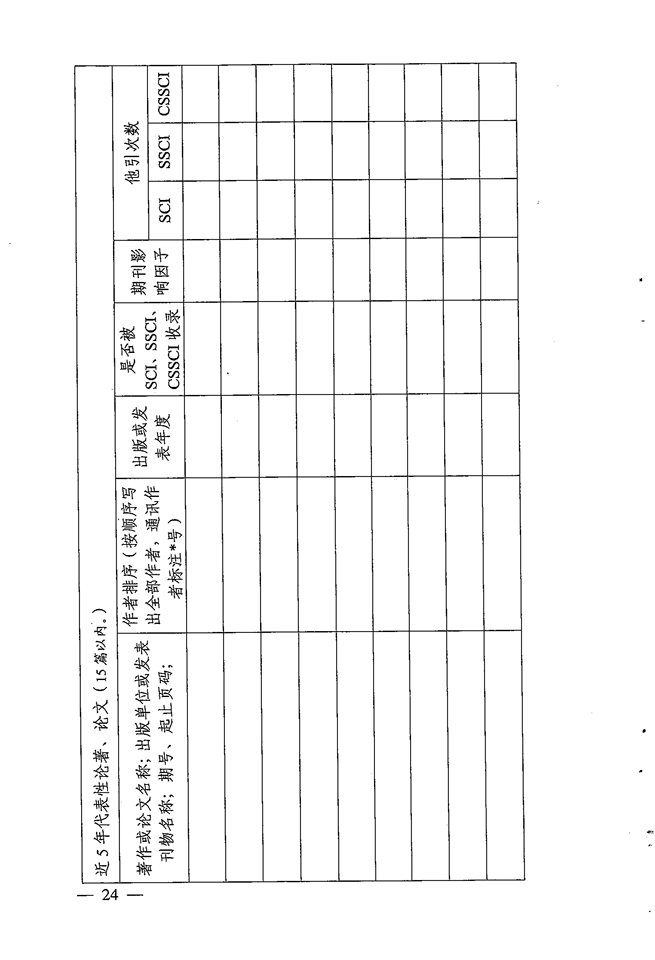 近5年代表性论著、论文（15篇以内。）
著作或论文名称；出版单位或发表
刊物名称；期号、起止页码；
作者排序（按顺序写
出全部作者，通讯作
者标注*号）
出版或发
表年度
是否被
SCI、SSCI、
CSSCI收录
期刊影
响因子
他引次数
SCI
SSCI
CSSCI
— 24 —